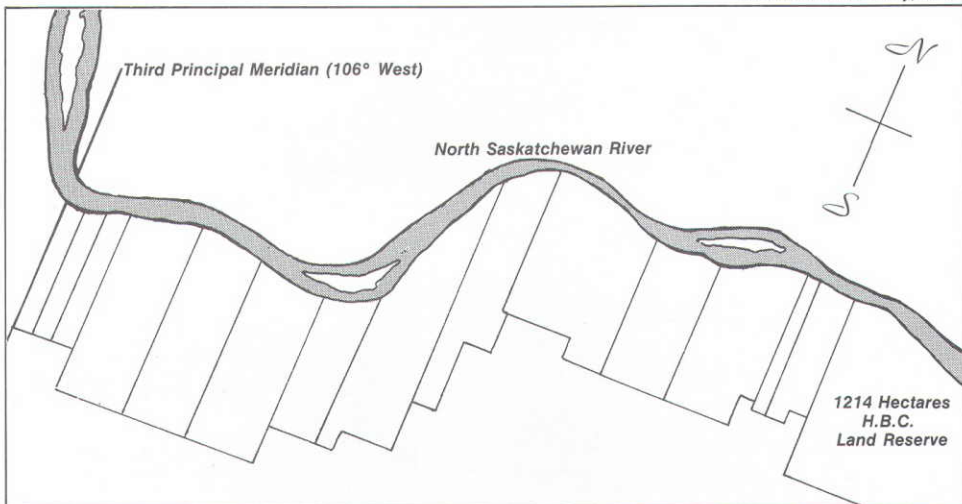 Third Principal Meridian (106° West)
North Saskatchewan River
N
S
1214 Hectares
H.B.C.
Land Reserve